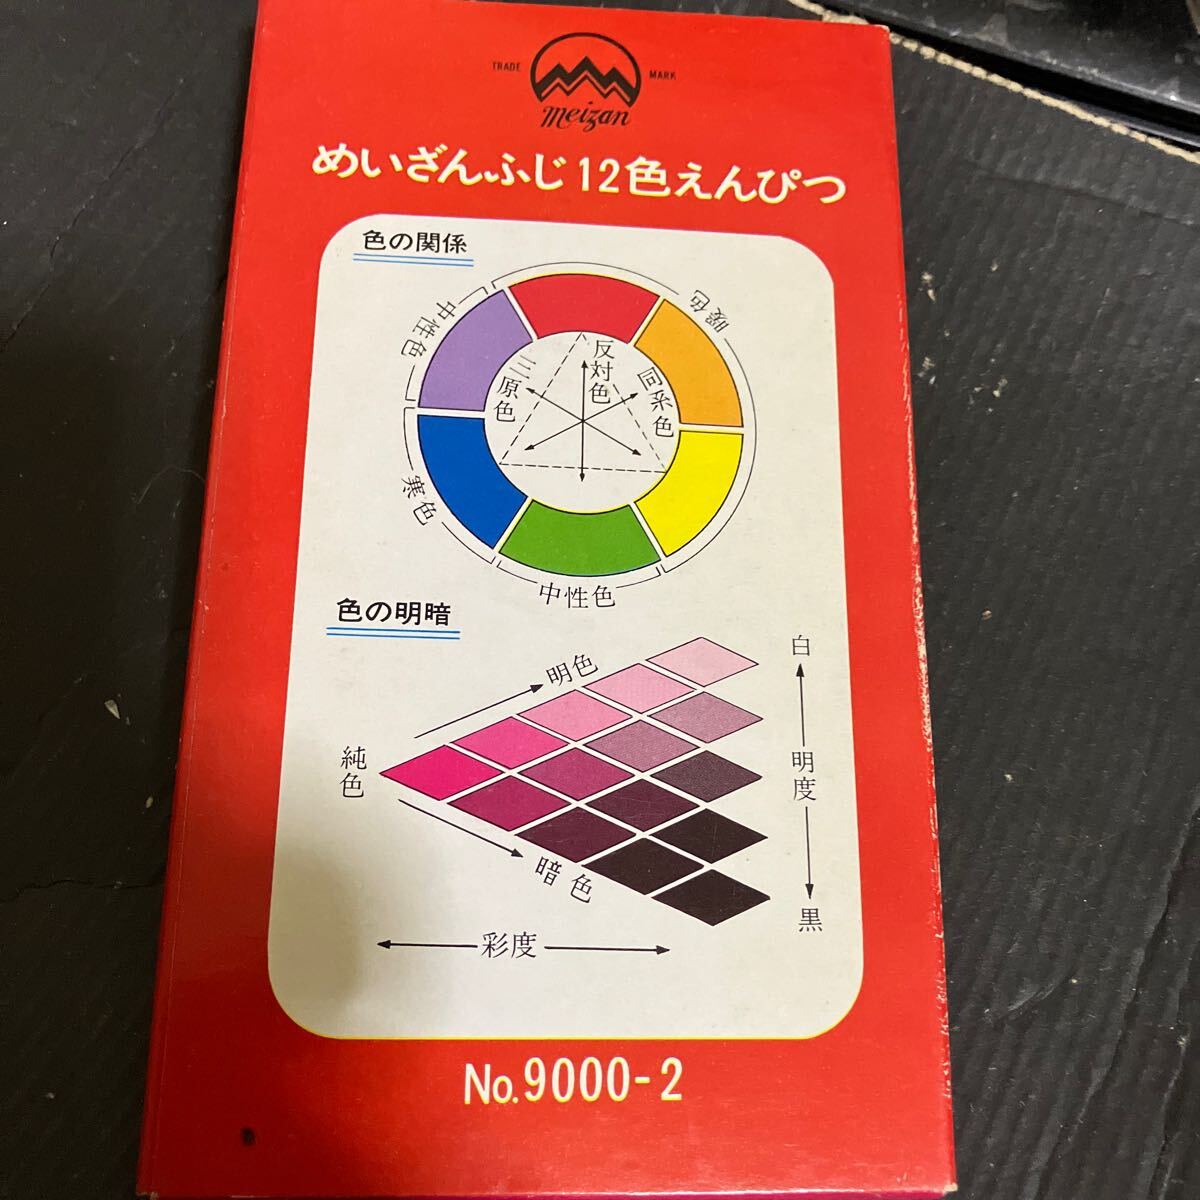 TRADE MARK
meizan
めいざんふじ12色えんぴつ
色の関係
暖色
中性色
寒色
中性色
反対色
三原色
同系色
色の明暗
明色
純色
暗色
白
明度
黒
彩度
No.9000-2